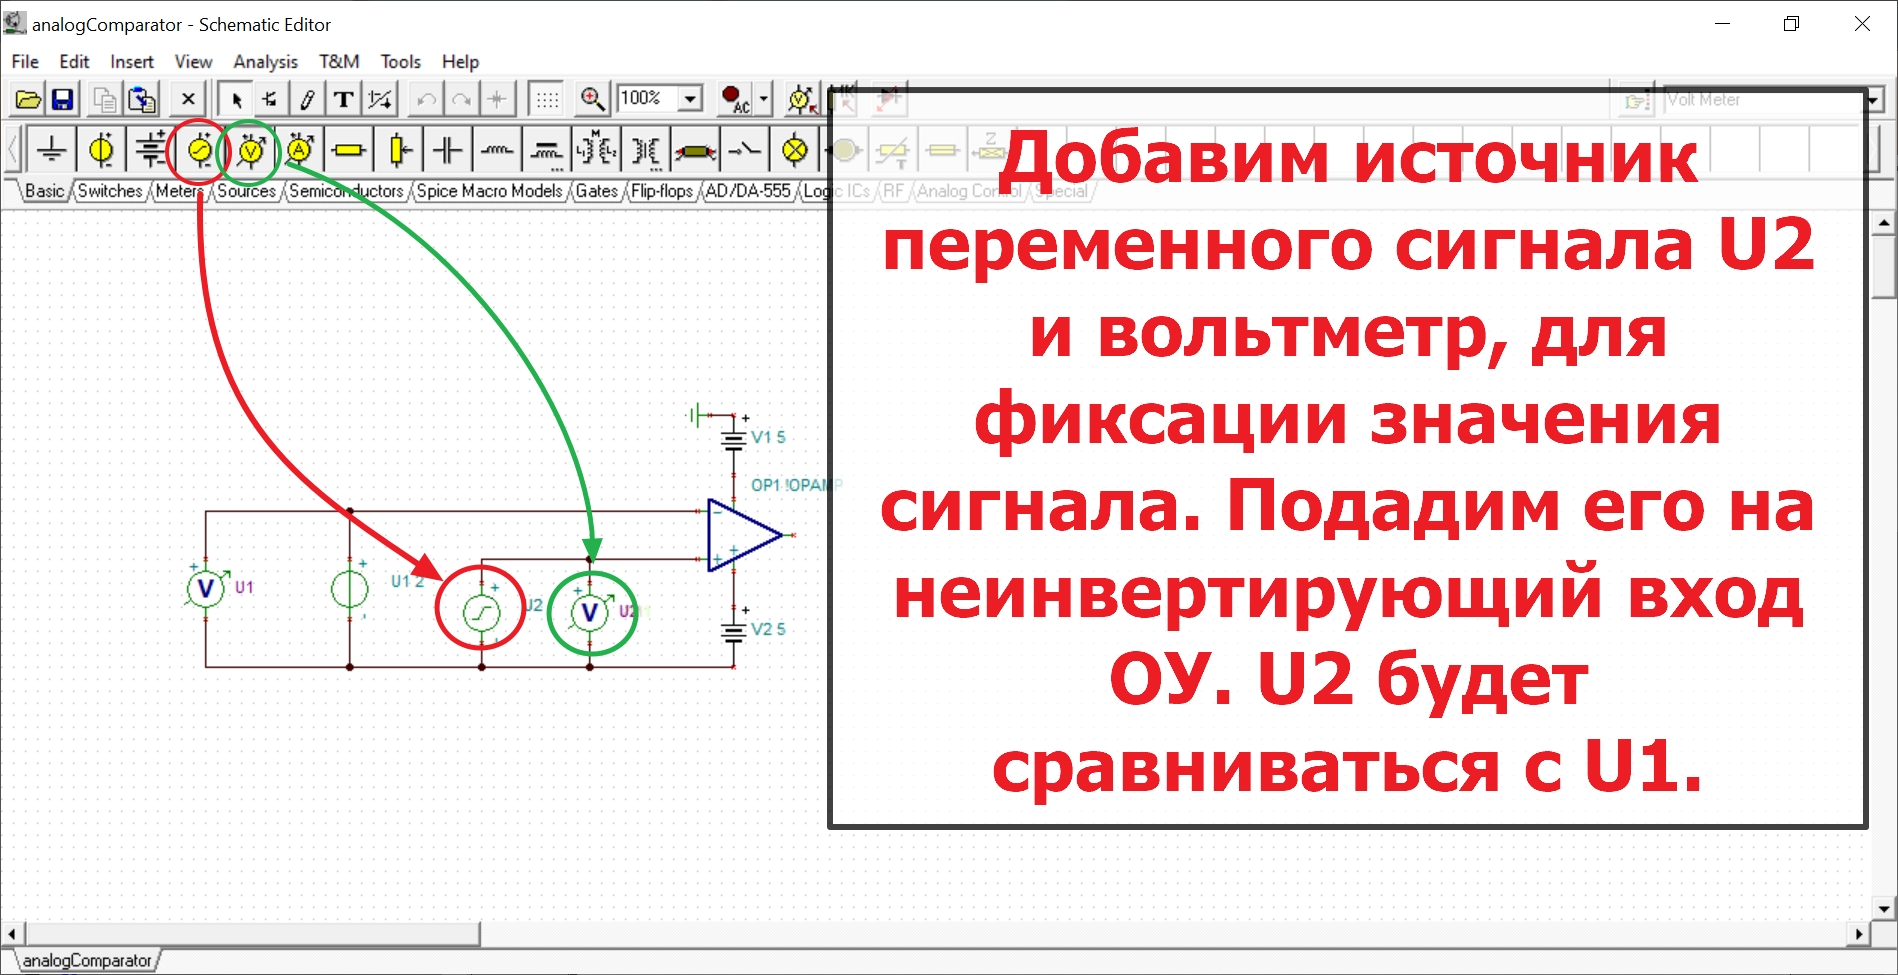 analogComparator - Schematic Editor
File Edit Insert View Analysis T&M Tools Help
T 100% AC Volt Meter
Basic Switches Meters Sources Semiconductors Spice Macro Models Gates Flip-flops AD/DA-555 Logic ICs RF Analog Control Special
Добавим источник
переменного сигнала U2
и вольтметр, для
фиксации значения
сигнала. Подадим его на
неинвертирующий вход
ОУ. U2 будет
сравниваться с U1.
V1 5
OP1 !OPAMP
V U1
U1 2
U2
V
V2 5
analogComparator